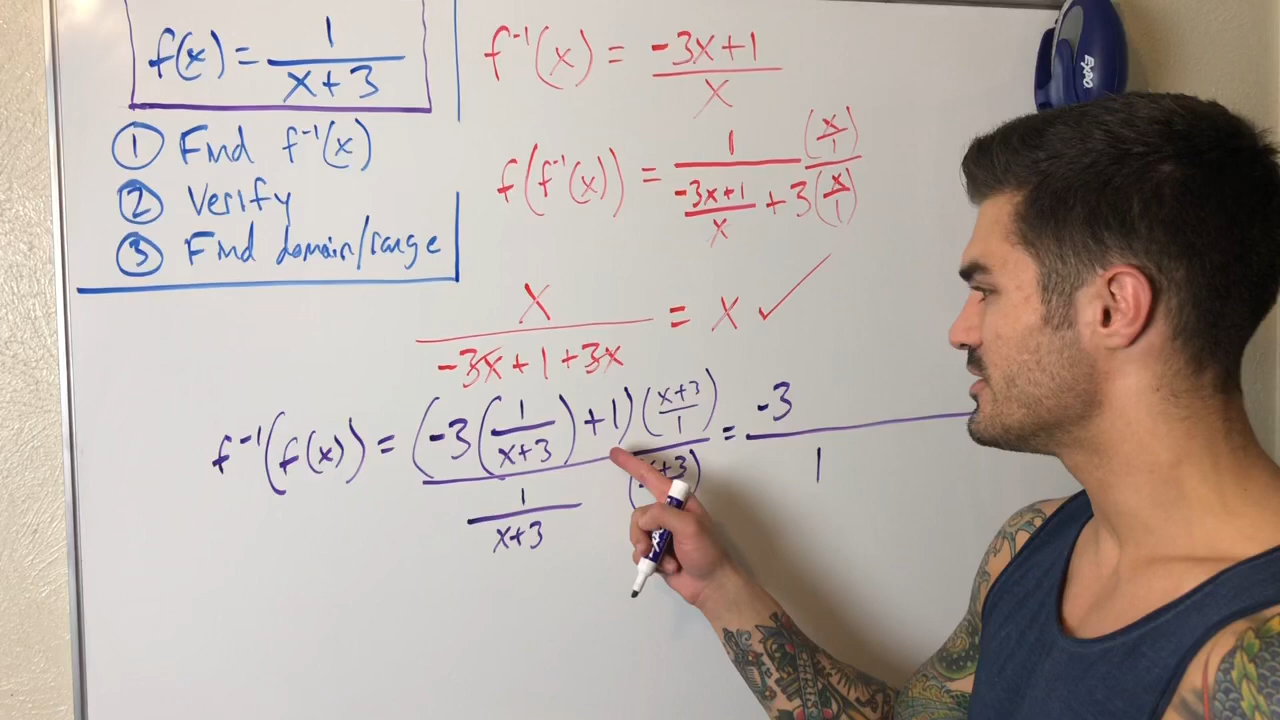 f(x) = 1/(x+3)
① Find f⁻¹(x)
② Verify
③ Find domain/range
f⁻¹(x) = (-3x+1)/x
f(f⁻¹(x)) = 1/((-3x+1)/x + 3) (x/1)/(x/1)
x/(-3x+1+3x) = x ✓
f⁻¹(f(x)) = (-3(1/(x+3))+1)((x+3)/1) / (1/(x+3)) (x+3) = -3/1
EXPO